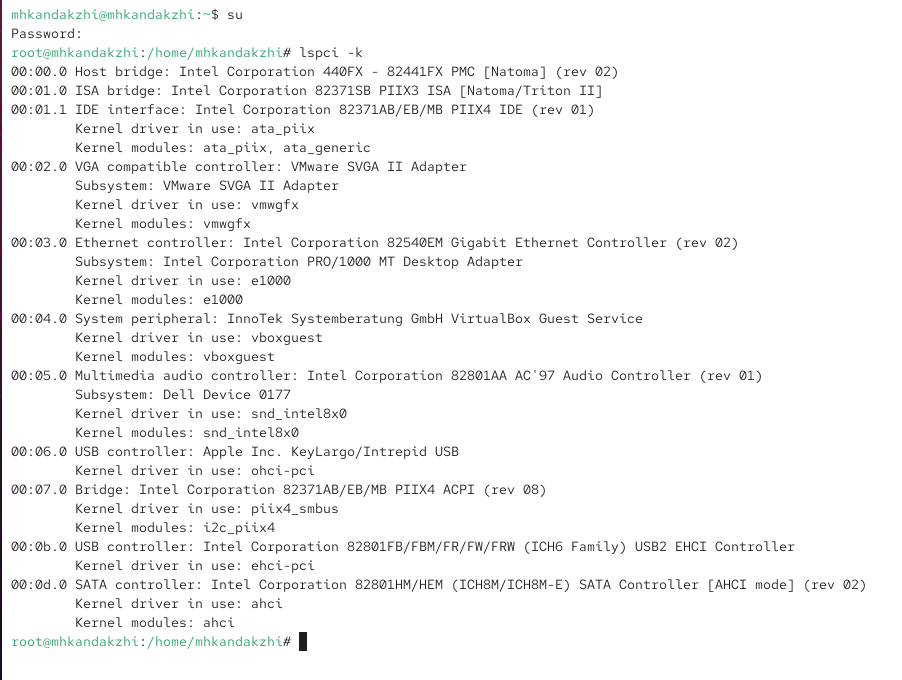 mhkandakzhi@mhkandakzhi:~$ su
Password:
root@mhkandakzhi:/home/mhkandakzhi# lspci -k
00:00.0 Host bridge: Intel Corporation 440FX - 82441FX PMC [Natoma] (rev 02)
00:01.0 ISA bridge: Intel Corporation 82371SB PIIX3 ISA [Natoma/Triton II]
00:01.1 IDE interface: Intel Corporation 82371AB/EB/MB PIIX4 IDE (rev 01)
        Kernel driver in use: ata_piix
        Kernel modules: ata_piix, ata_generic
00:02.0 VGA compatible controller: VMware SVGA II Adapter
        Subsystem: VMware SVGA II Adapter
        Kernel driver in use: vmwgfx
        Kernel modules: vmwgfx
00:03.0 Ethernet controller: Intel Corporation 82540EM Gigabit Ethernet Controller (rev 02)
        Subsystem: Intel Corporation PRO/1000 MT Desktop Adapter
        Kernel driver in use: e1000
        Kernel modules: e1000
00:04.0 System peripheral: InnoTek Systemberatung GmbH VirtualBox Guest Service
        Kernel driver in use: vboxguest
        Kernel modules: vboxguest
00:05.0 Multimedia audio controller: Intel Corporation 82801AA AC'97 Audio Controller (rev 01)
        Subsystem: Dell Device 0177
        Kernel driver in use: snd_intel8x0
        Kernel modules: snd_intel8x0
00:06.0 USB controller: Apple Inc. KeyLargo/Intrepid USB
        Kernel driver in use: ohci-pci
00:07.0 Bridge: Intel Corporation 82371AB/EB/MB PIIX4 ACPI (rev 08)
        Kernel driver in use: piix4_smbus
        Kernel modules: i2c_piix4
00:0b.0 USB controller: Intel Corporation 82801FB/FBM/FR/FW/FRW (ICH6 Family) USB2 EHCI Controller
        Kernel driver in use: ehci-pci
00:0d.0 SATA controller: Intel Corporation 82801HM/HEM (ICH8M/ICH8M-E) SATA Controller [AHCI mode] (rev 02)
        Kernel driver in use: ahci
        Kernel modules: ahci
root@mhkandakzhi:/home/mhkandakzhi#